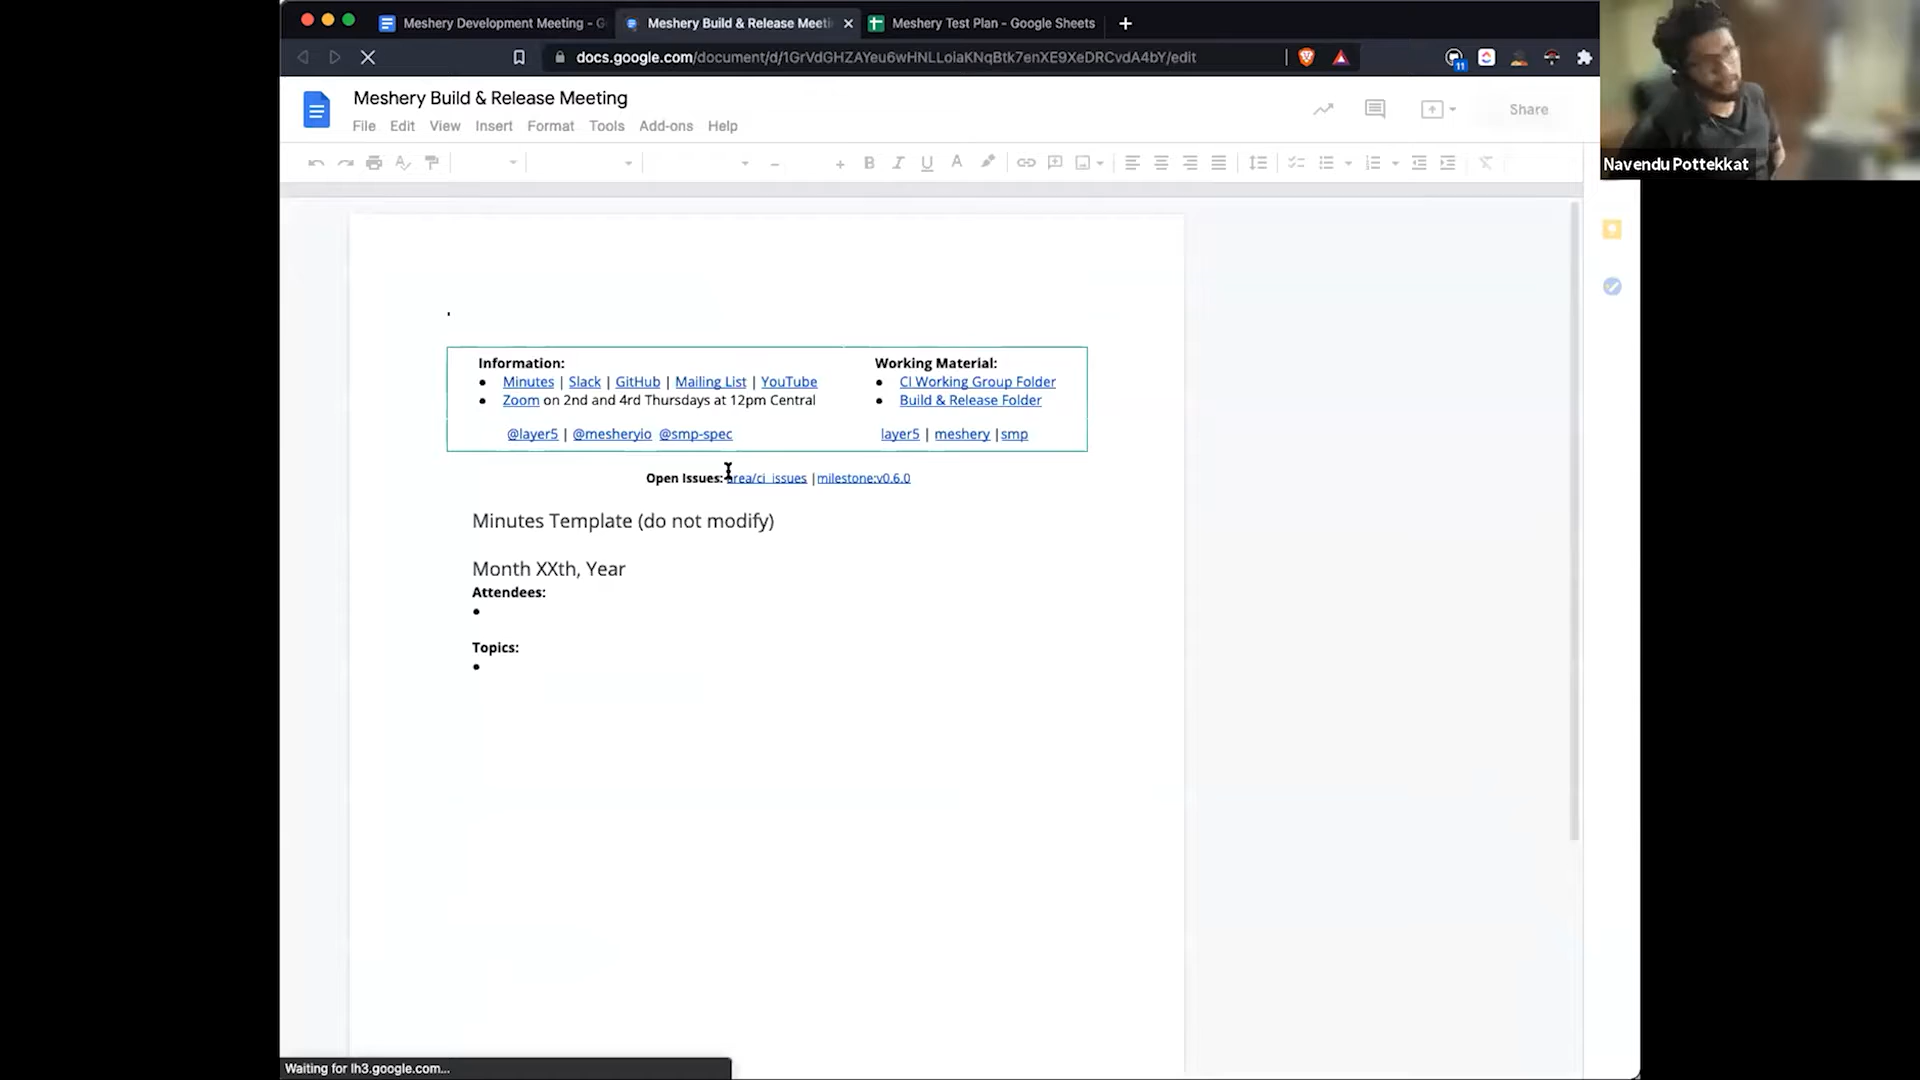 Meshery Development Meeting - G
Meshery Build & Release Meeti
Meshery Test Plan - Google Sheets
docs.google.com/document/d/1GrVdGHZAYeu6wHNLLoiaKNqBtk7enXE9XeDRCvdA4bY/edit
11
Meshery Build & Release Meeting
File Edit View Insert Format Tools Add-ons Help
Share
Navendu Pottekkat
Information:
Minutes | Slack | GitHub | Mailing List | YouTube
Zoom on 2nd and 4rd Thursdays at 12pm Central
@layer5 | @mesheryio @smp-spec
Working Material:
CI Working Group Folder
Build & Release Folder
layer5 | meshery |smp
Open Issues: area/ci issues |milestone:v0.6.0
Minutes Template (do not modify)
Month XXth, Year
Attendees:
Topics:
Waiting for lh3.google.com...